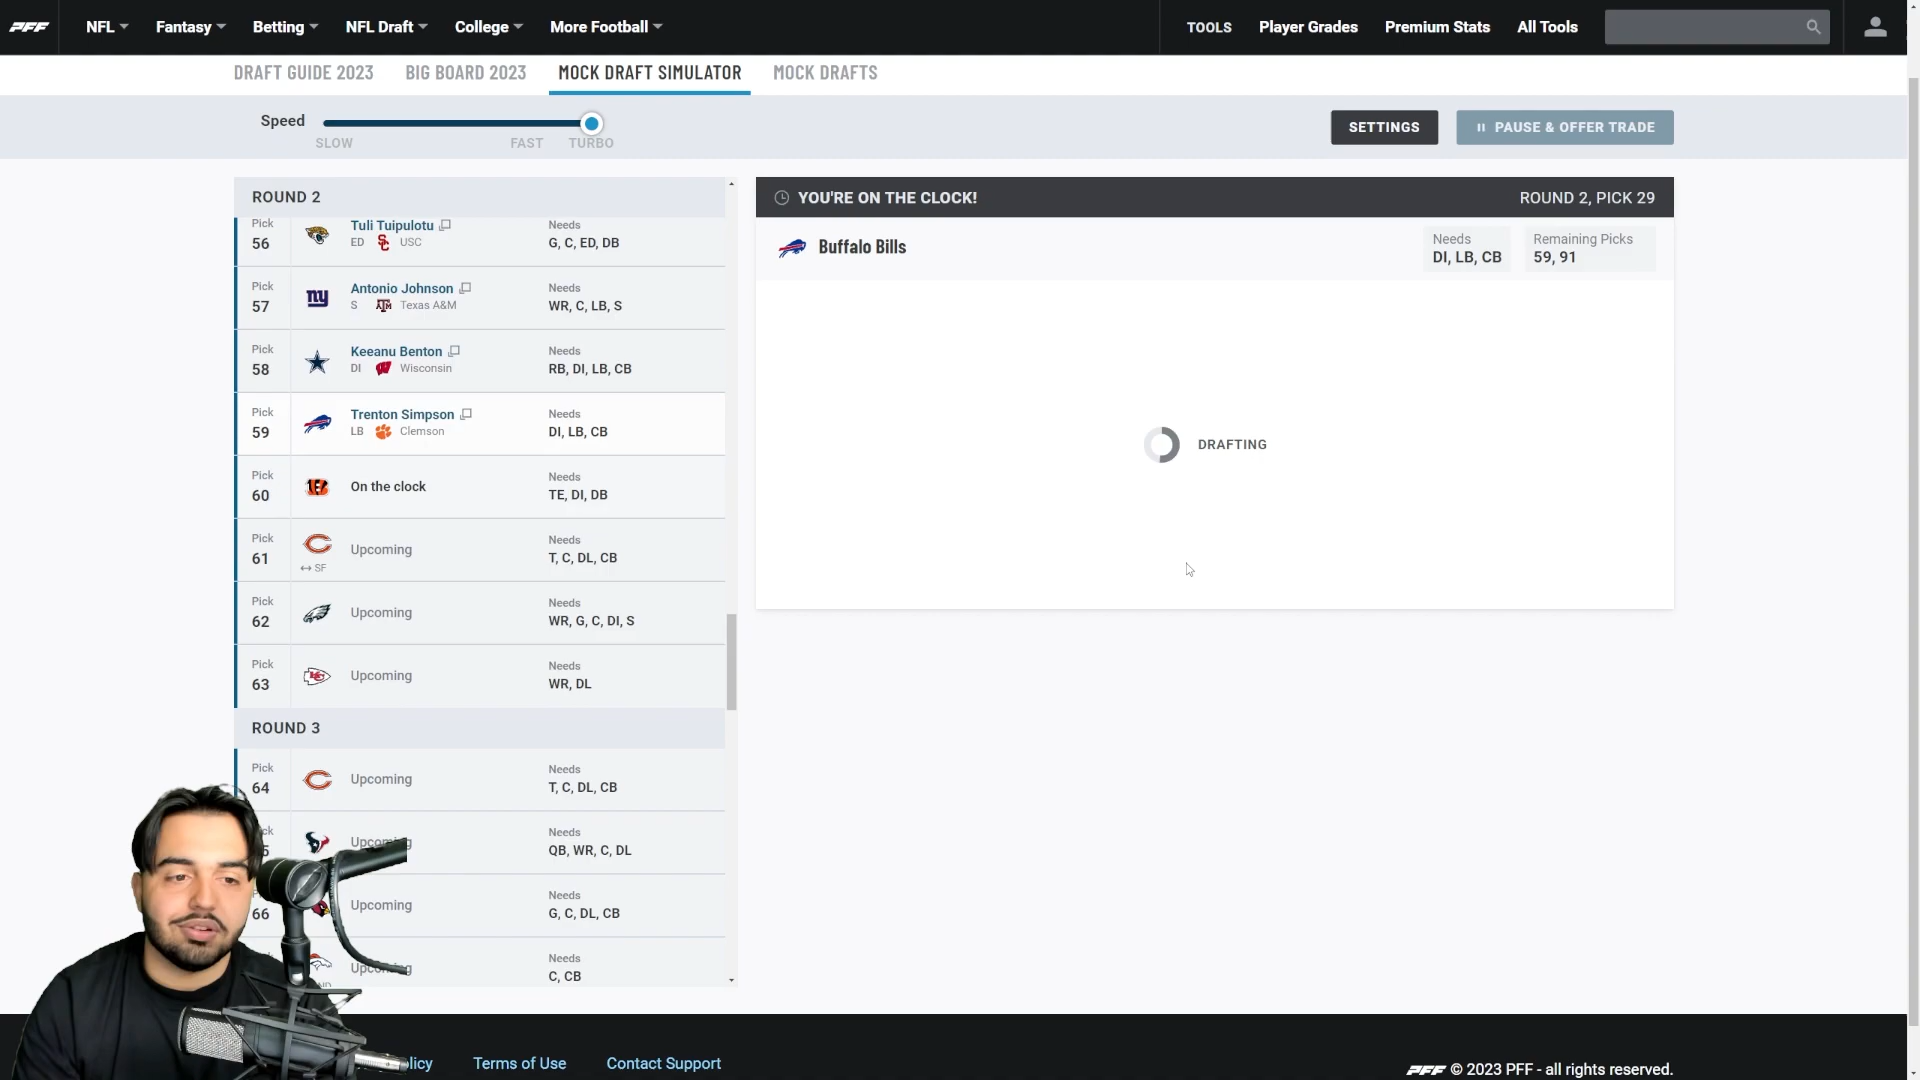 PFF
NFL
Fantasy
Betting
NFL Draft
College
More Football
TOOLS
Player Grades
Premium Stats
All Tools
DRAFT GUIDE 2023
BIG BOARD 2023
MOCK DRAFT SIMULATOR
MOCK DRAFTS
Speed
SLOW
FAST
TURBO
SETTINGS
PAUSE & OFFER TRADE
ROUND 2
Pick
56
Tuli Tuipulotu
ED USC
Needs
G, C, ED, DB
Pick
57
ny
Antonio Johnson
S ATM Texas A&M
Needs
WR, C, LB, S
Pick
58
Keeanu Benton
DI W Wisconsin
Needs
RB, DI, LB, CB
Pick
59
Trenton Simpson
LB Clemson
Needs
DI, LB, CB
Pick
60
On the clock
Needs
TE, DI, DB
Pick
61
↔ SF
Upcoming
Needs
T, C, DL, CB
Pick
62
Upcoming
Needs
WR, G, C, DI, S
Pick
63
Upcoming
Needs
WR, DL
ROUND 3
Pick
64
Upcoming
Needs
T, C, DL, CB
Upcoming
Needs
QB, WR, C, DL
66
Upcoming
Needs
G, C, DL, CB
Upcoming
Needs
C, CB
YOU'RE ON THE CLOCK!
ROUND 2, PICK 29
Buffalo Bills
Needs
DI, LB, CB
Remaining Picks
59, 91
DRAFTING
licy
Terms of Use
Contact Support
PFF © 2023 PFF - all rights reserved.